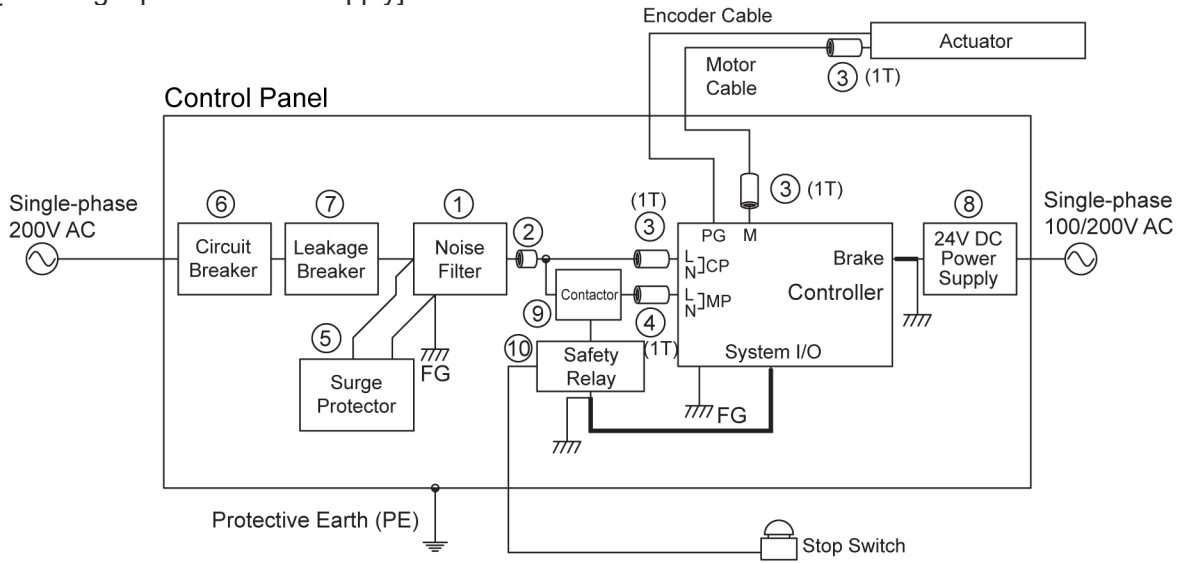 Encoder Cable
Actuator
③ (1T)
Motor
Cable
Control Panel
Single-phase
200V AC
⑥
Circuit
Breaker
⑦
Leakage
Breaker
①
Noise
Filter
②
(1T)
③
③ (1T)
PG M
L
N
CP
L
N
MP
Brake
Controller
System I/O
⑧
24V DC
Power
Supply
Single-phase
100/200V AC
Contactor
⑨
④
(1T)
⑤
Surge
Protector
FG
⑩
Safety
Relay
FG
Protective Earth (PE)
Stop Switch